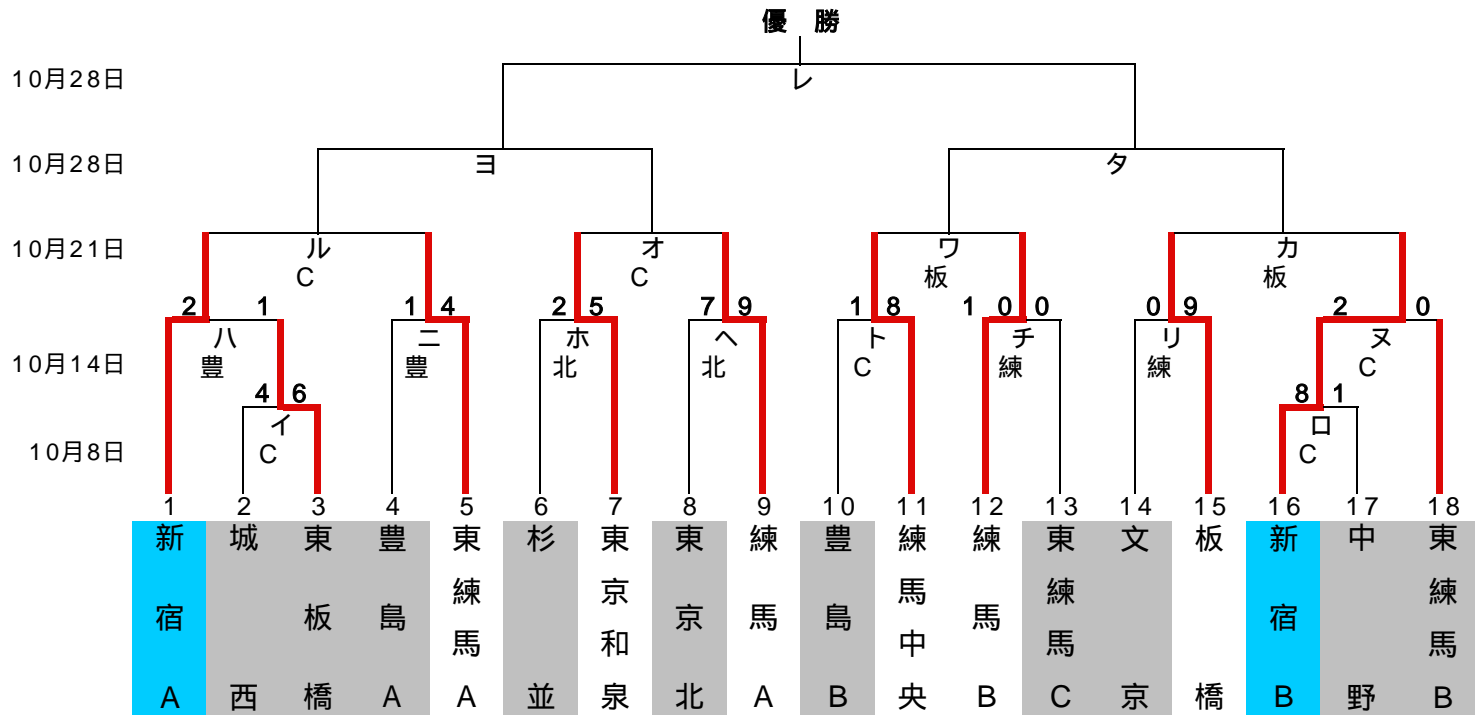 優 勝
10月28日
レ
10月28日
ヨ タ
10月21日
ル オ ワ カ
C C 板 板
2 1 1 4 2 5 7 9 1 8 1 0 0 0 9 2 0
ハ ニ ホ ヘ ト チ リ ヌ
10月14日
豊 豊 北 北 C 練 練 C
4 6 8 1
イ ロ
10月8日
C C
1 2 3 4 5 6 7 8 9 10 11 12 13 14 15 16 17 18
新宿A
城西
東板橋
豊島A
東練馬A
杉並
東京和泉
東京北
練馬A
豊島B
練馬中央
練馬B
東練馬C
文京
板橋
新宿B
中野
東練馬B